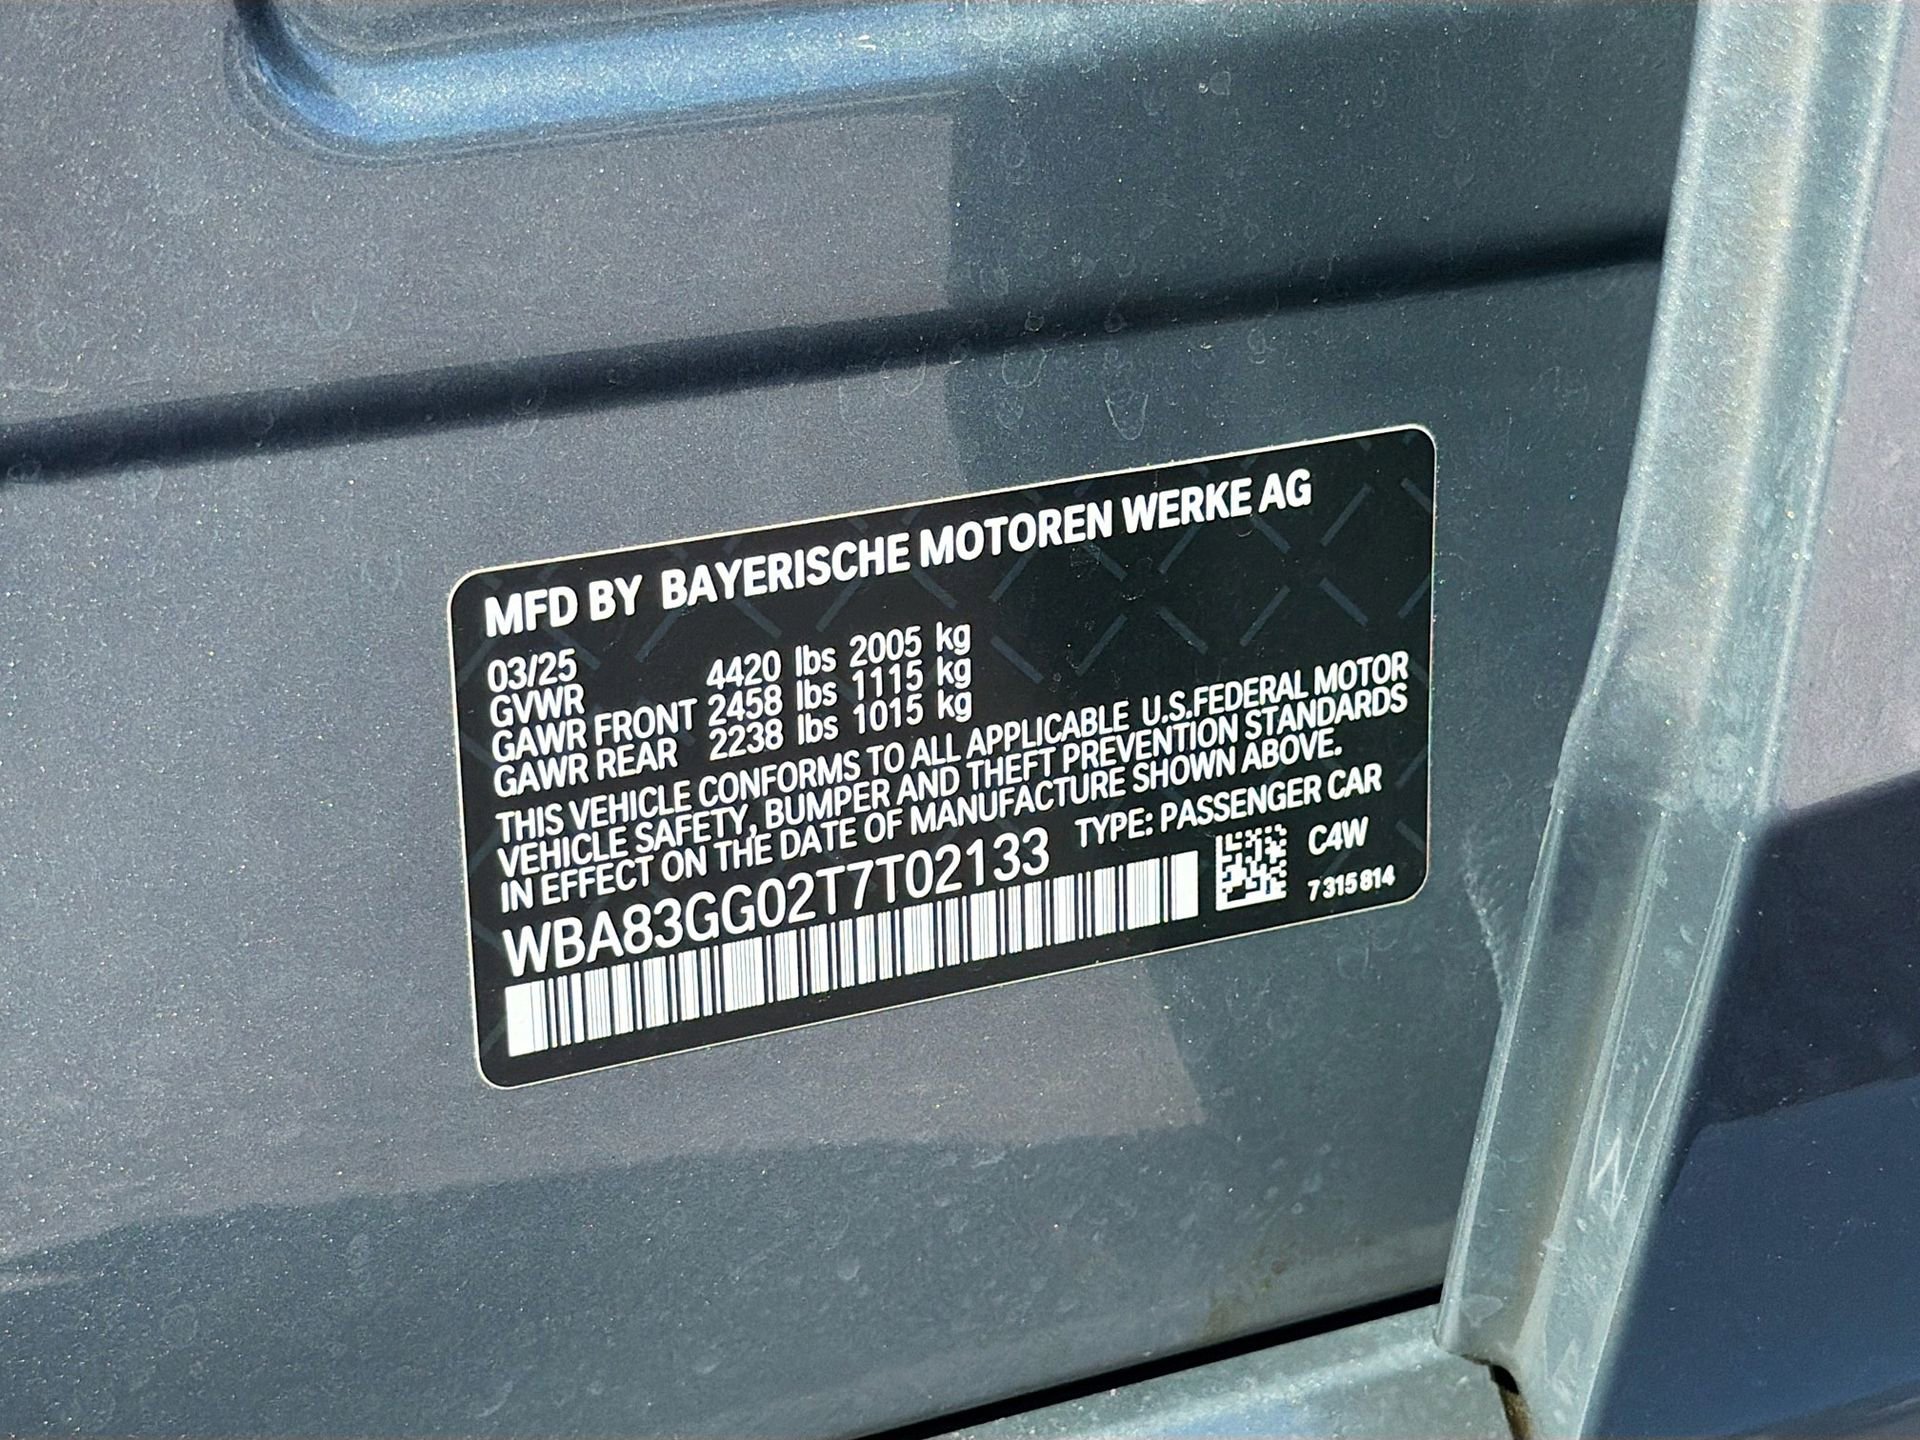 MFD BY BAYERISCHE MOTOREN WERKE AG
03/25
GVWR 4420 lbs 2005 kg
GAWR FRONT 2458 lbs 1115 kg
GAWR REAR 2238 lbs 1015 kg
THIS VEHICLE CONFORMS TO ALL APPLICABLE U.S.FEDERAL MOTOR
VEHICLE SAFETY, BUMPER AND THEFT PREVENTION STANDARDS
IN EFFECT ON THE DATE OF MANUFACTURE SHOWN ABOVE.
WBA83GG02T7T02133 TYPE: PASSENGER CAR
C4W
7 315 814